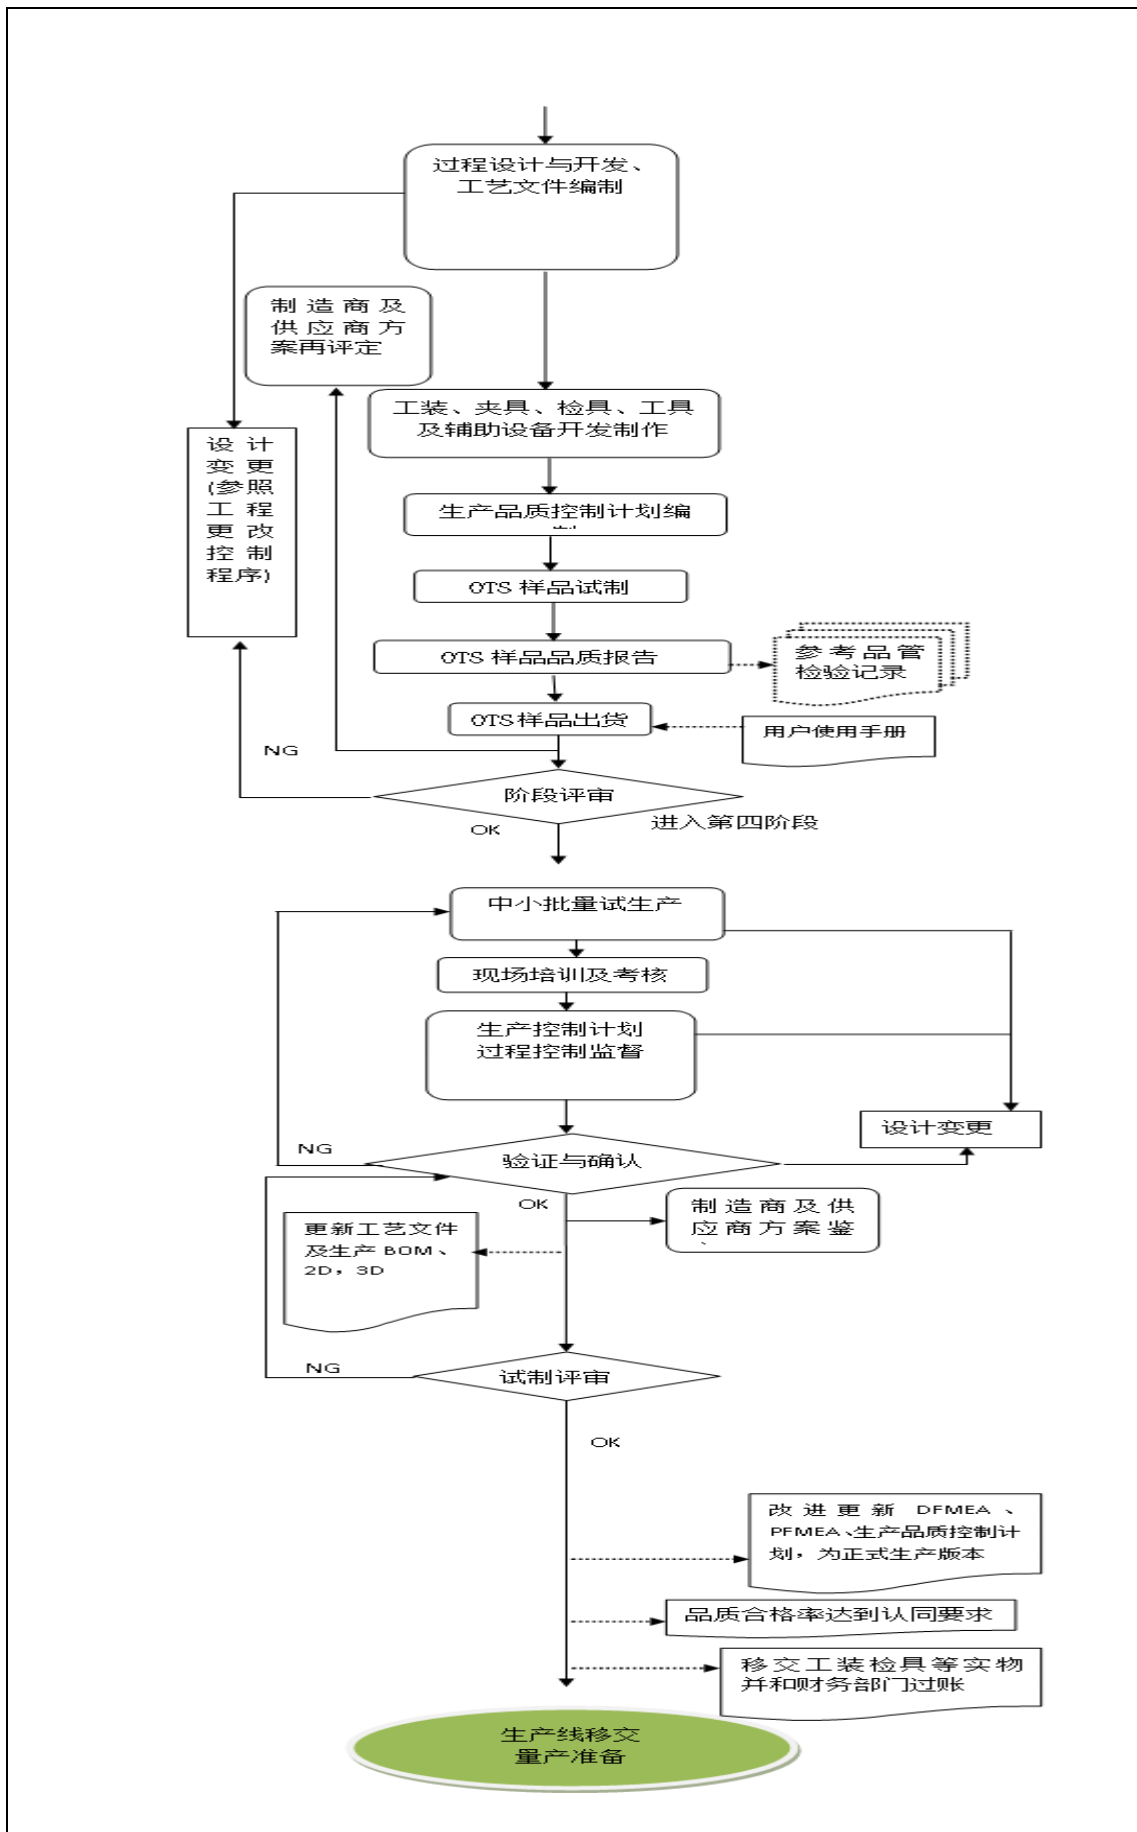 过程设计与开发、
工艺文件编制
制造商及
供应商方
案再评定
工装、夹具、检具、工具
及辅助设备开发制作
设计
变更
(参照
工程
更改
控制
程序)
生产品质控制计划编
OTS 样品试制
OTS 样品品质报告
参考品管
检验记录
OTS样品出货
用户使用手册
NG
阶段评审
OK
进入第四阶段
中小批量试生产
现场培训及考核
生产控制计划
过程控制监督
设计变更
NG
验证与确认
OK
制造商及供
应商方案鉴
更新工艺文件
及生产 BOM、
2D，3D
NG
试制评审
OK
改进更新 DFMEA、
PFMEA、生产品质控制计
划，为正式生产版本
品质合格率达到认同要求
移交工装检具等实物
并和财务部门过账
生产线移交
量产准备